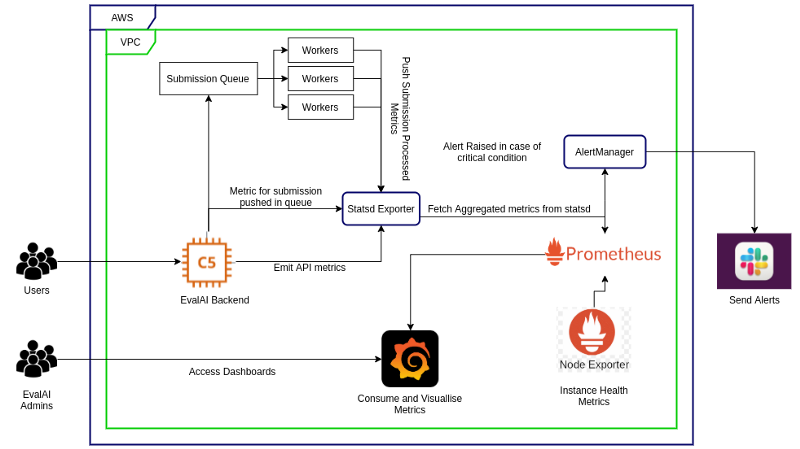 AWS
VPC
Submission Queue
Workers
Workers
Workers
Push Submission Processed
Metrics
Alert Raised in case of
critical condition
AlertManager
Metric for submission
pushed in queue
Statsd Exporter
Fetch Aggregated metrics from statsd
Users
C5
EvalAI Backend
Emit API metrics
Prometheus
Send Alerts
Node Exporter
Instance Health
Metrics
EvalAI
Admins
Access Dashboards
Consume and Visuallise
Metrics